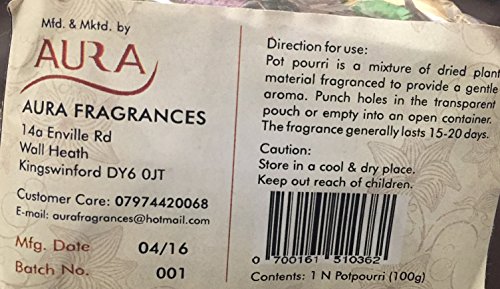 Mfd. & Mktd. by
AURA
AURA FRAGRANCES
14a Enville Rd
Wall Heath
Kingswinford DY6 0JT
Customer Care: 07974420068
E-mail: aurafragrances@hotmail.com
Mfg. Date 04/16
Batch No. 001
Direction for use:
Pot pourri is a mixture of dried plant
material fragranced to provide a gentle
aroma. Punch holes in the transparent
pouch or empty into an open container.
The fragrance generally lasts 15-20 days.
Caution:
Store in a cool & dry place.
Keep out reach of children.
0 700161 510362
Contents: 1 N Potpourri (100g)